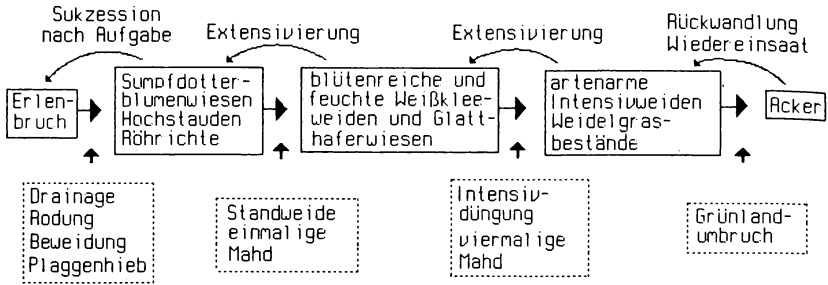 Sukzession
nach Aufgabe
Extensivierung
Extensivierung
Rückwandlung
Wiedereinsaat
Erlen-
bruch
Sumpfdotter-
blumenwiesen
Hochstauden
Röhrichte
blütenreiche und
feuchte Weißklee-
weiden und Glatt-
haferwiesen
artenarme
Intensivweiden
Weidelgras-
bestände
Acker
Drainage
Rodung
Beweidung
Plaggenhieb
Standweide
einmalige
Mahd
Intensiv-
düngung
viermalige
Mahd
Grünland-
umbruch